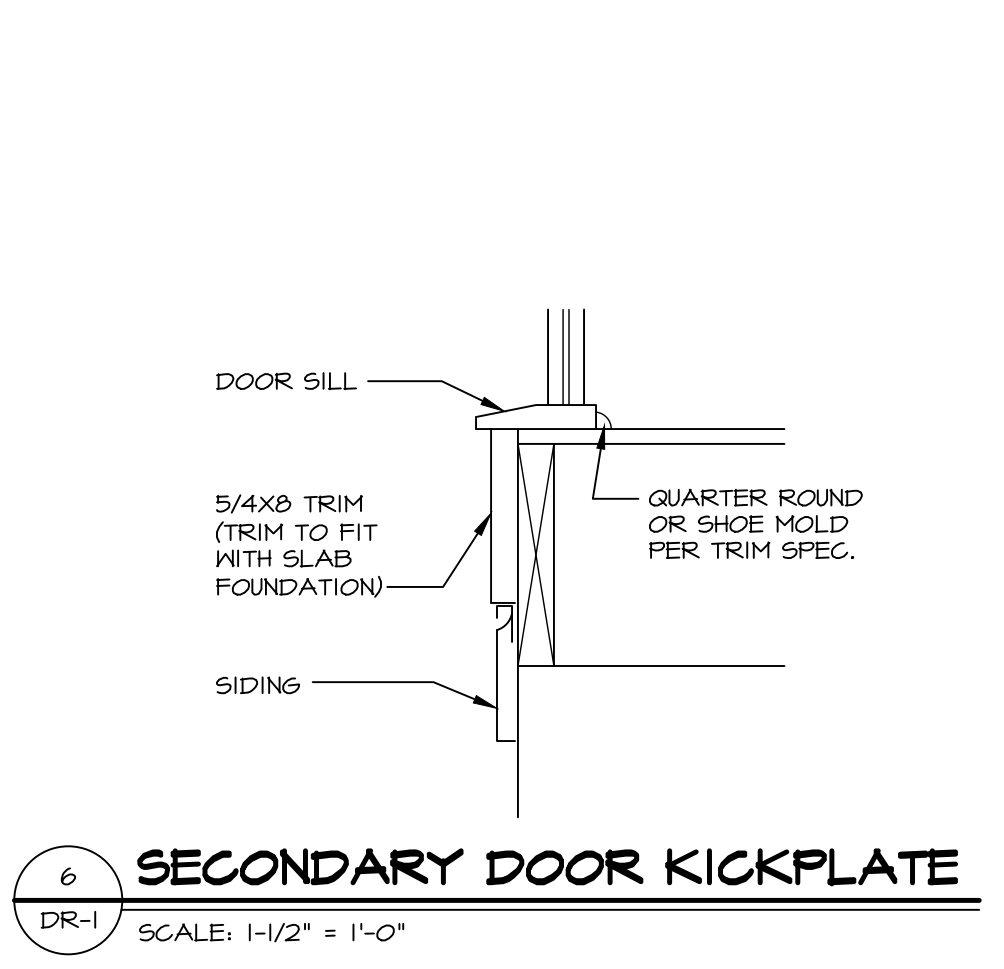 DOOR SILL
5/4X8 TRIM
(TRIM TO FIT
WITH SLAB
FOUNDATION)
QUARTER ROUND
OR SHOE MOLD
PER TRIM SPEC.
SIDING
6
DR-1
SECONDARY DOOR KICKPLATE
SCALE: 1-1/2" = 1'-0"